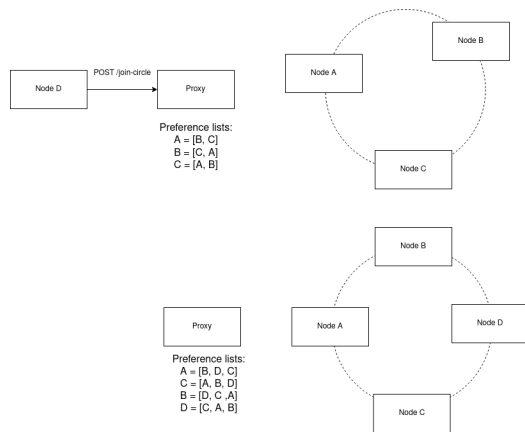 Node B
Node A
Node D
POST /join-circle
Proxy
Preference lists:
A = [B, C]
B = [C, A]
C = [A, B]
Node C
Node B
Proxy
Node A
Node D
Preference lists:
A = [B, D, C]
C = [A, B, D]
B = [D, C ,A]
D = [C, A, B]
Node C